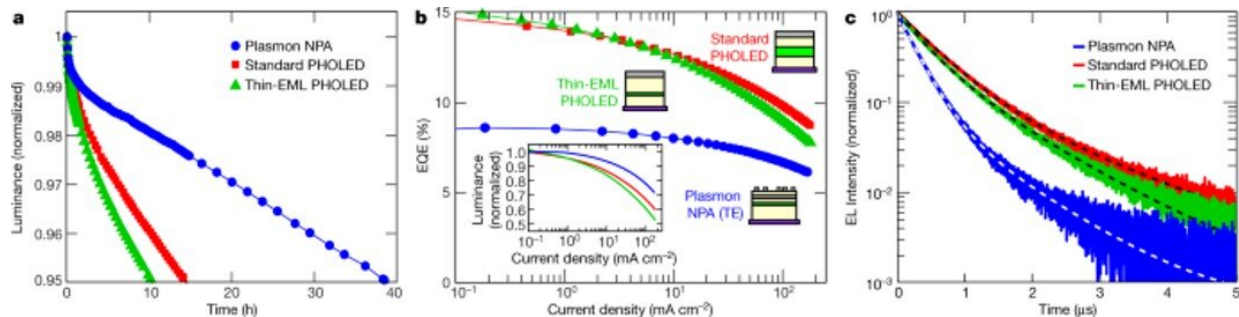 a
Luminance (normalized)
1
0.99
0.98
0.97
0.96
0.95
0
10
20
30
40
Time (h)
Plasmon NPA
Standard PHOLED
Thin-EML PHOLED
b
EQE (%)
15
10
5
0
10⁻¹
10⁰
10¹
10²
Current density (mA cm⁻²)
Standard
PHOLED
Thin-EML
PHOLED
Plasmon
NPA (TE)
Luminance
(normalized)
1.0
0.9
0.8
0.7
0.6
0.5
10⁻¹
10⁰
10¹
10²
Current density (mA cm⁻²)
c
EL Intensity (normalized)
10⁰
10⁻¹
10⁻²
10⁻³
0
1
2
3
4
5
Time (µs)
Plasmon NPA
Standard PHOLED
Thin-EML PHOLED